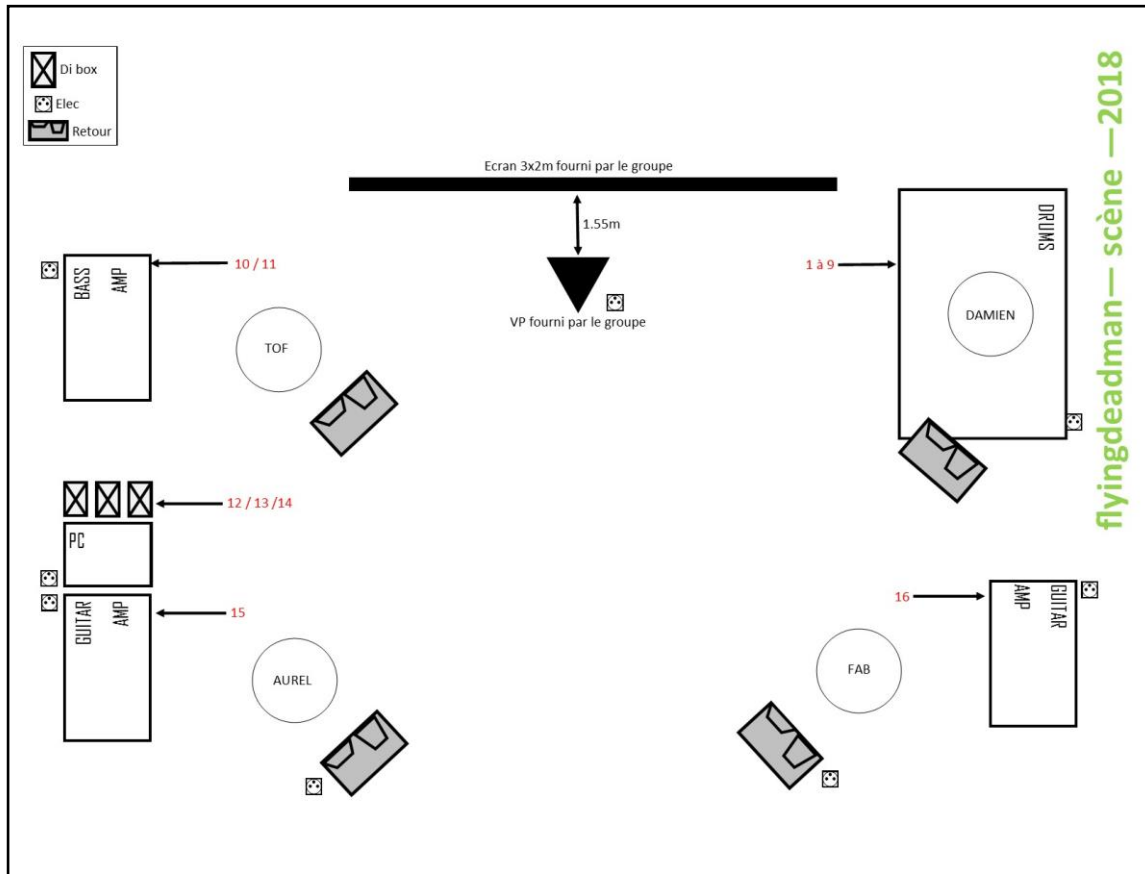 Di box
Elec
Retour
Ecran 3x2m fourni par le groupe
1.55m
VP fourni par le groupe
BASS
AMP
10 / 11
TOF
1 à 9
DRUMS
DAMIEN
12 / 13 /14
PC
GUITAR
AMP
15
AUREL
16
FAB
AMP
GUITAR
flyingdeadman— scène —2018